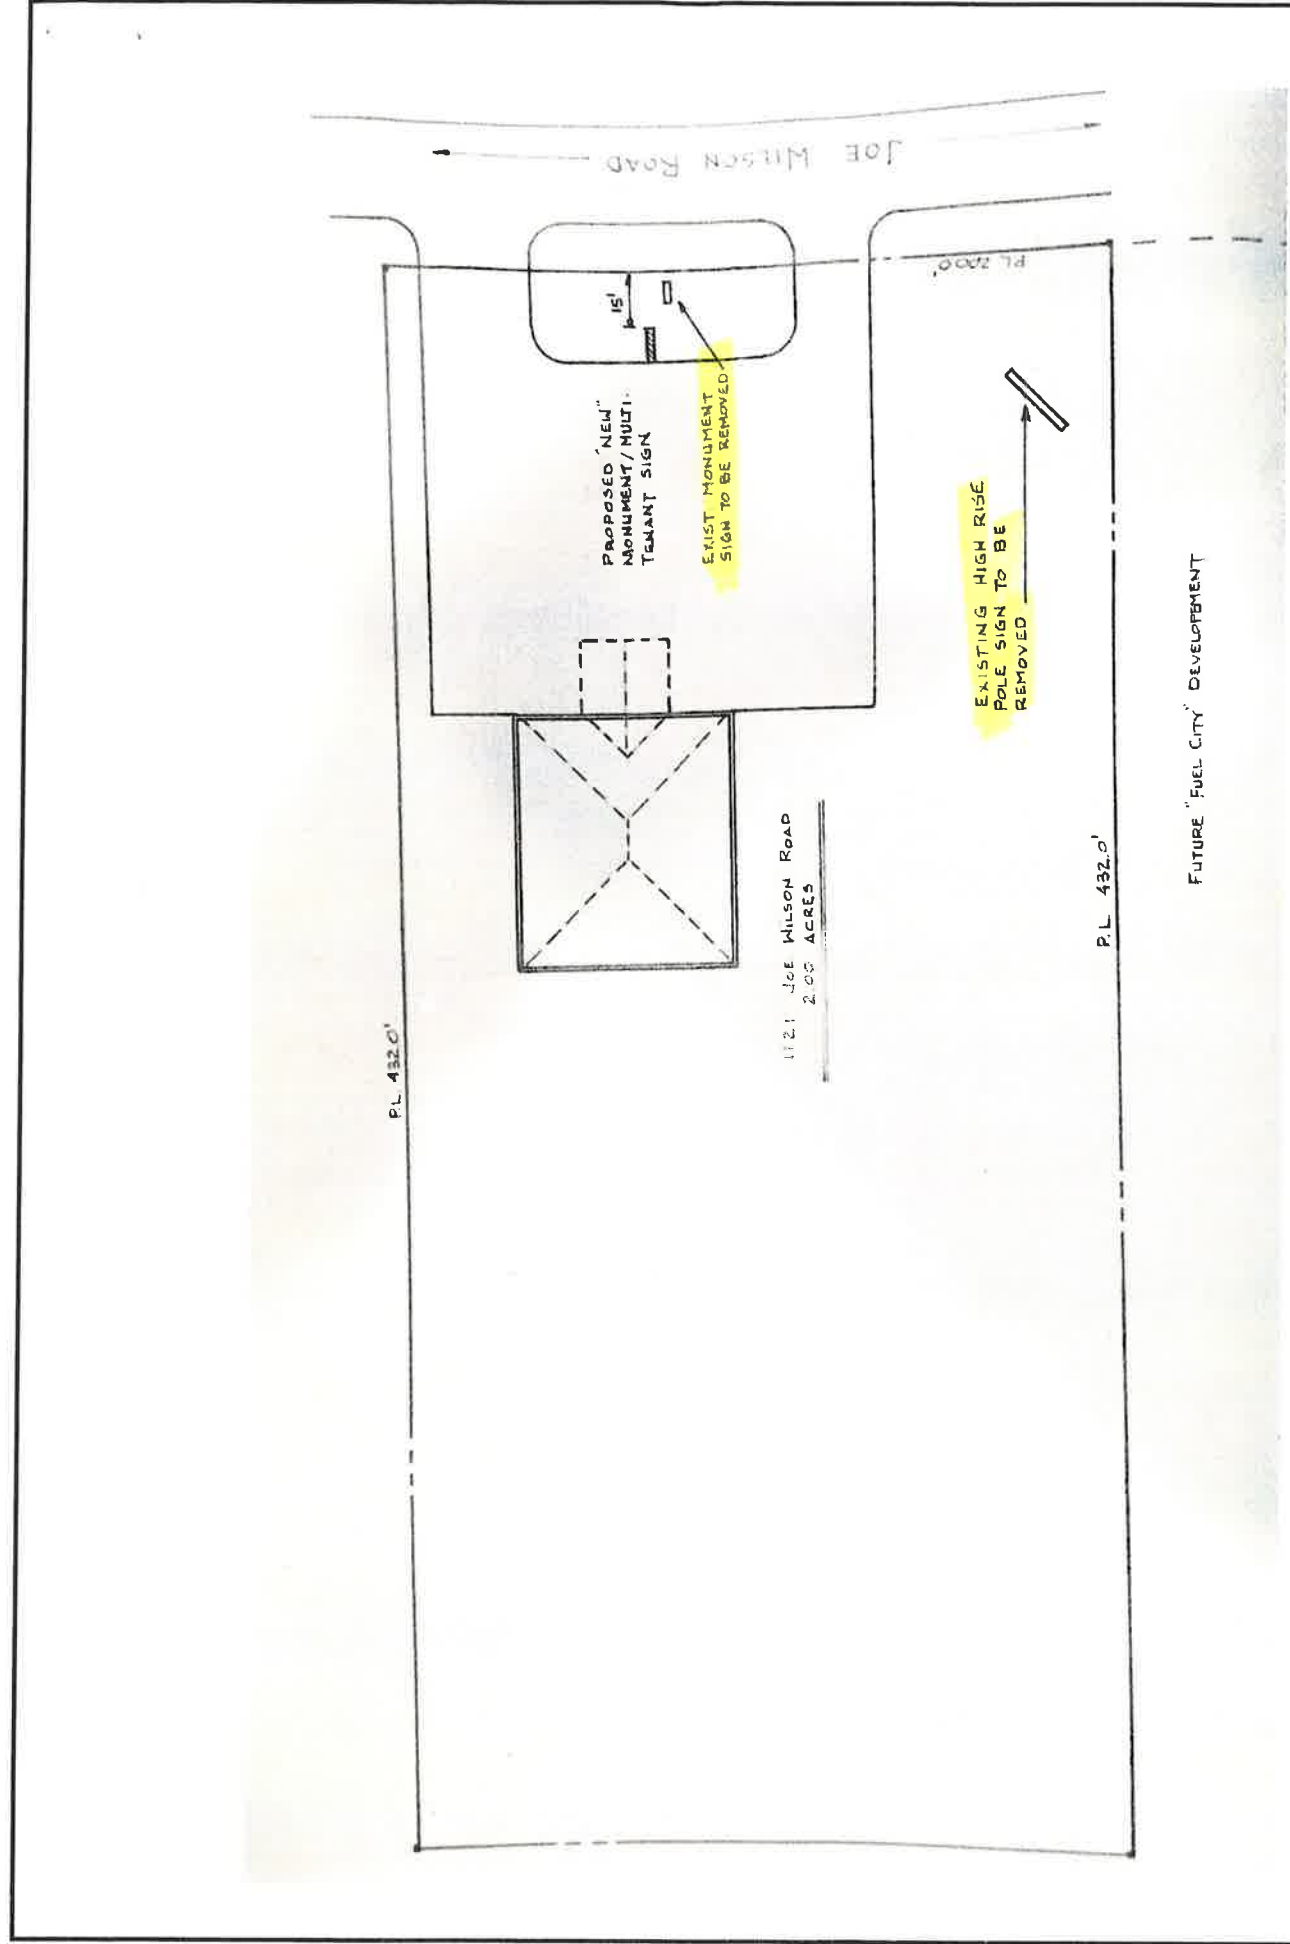 JOE WILSON ROAD
P.L. 200.0'
15'
PROPOSED "NEW"
MONUMENT / MULTI-
TENANT SIGN
EXIST MONUMENT
SIGN TO BE REMOVED
EXISTING HIGH RISE
POLE SIGN TO BE
REMOVED
P.L. 432.0'
1121 JOE WILSON ROAD
2.00 ACRES
P.L. 432.0'
FUTURE "FUEL CITY" DEVELOPEMENT